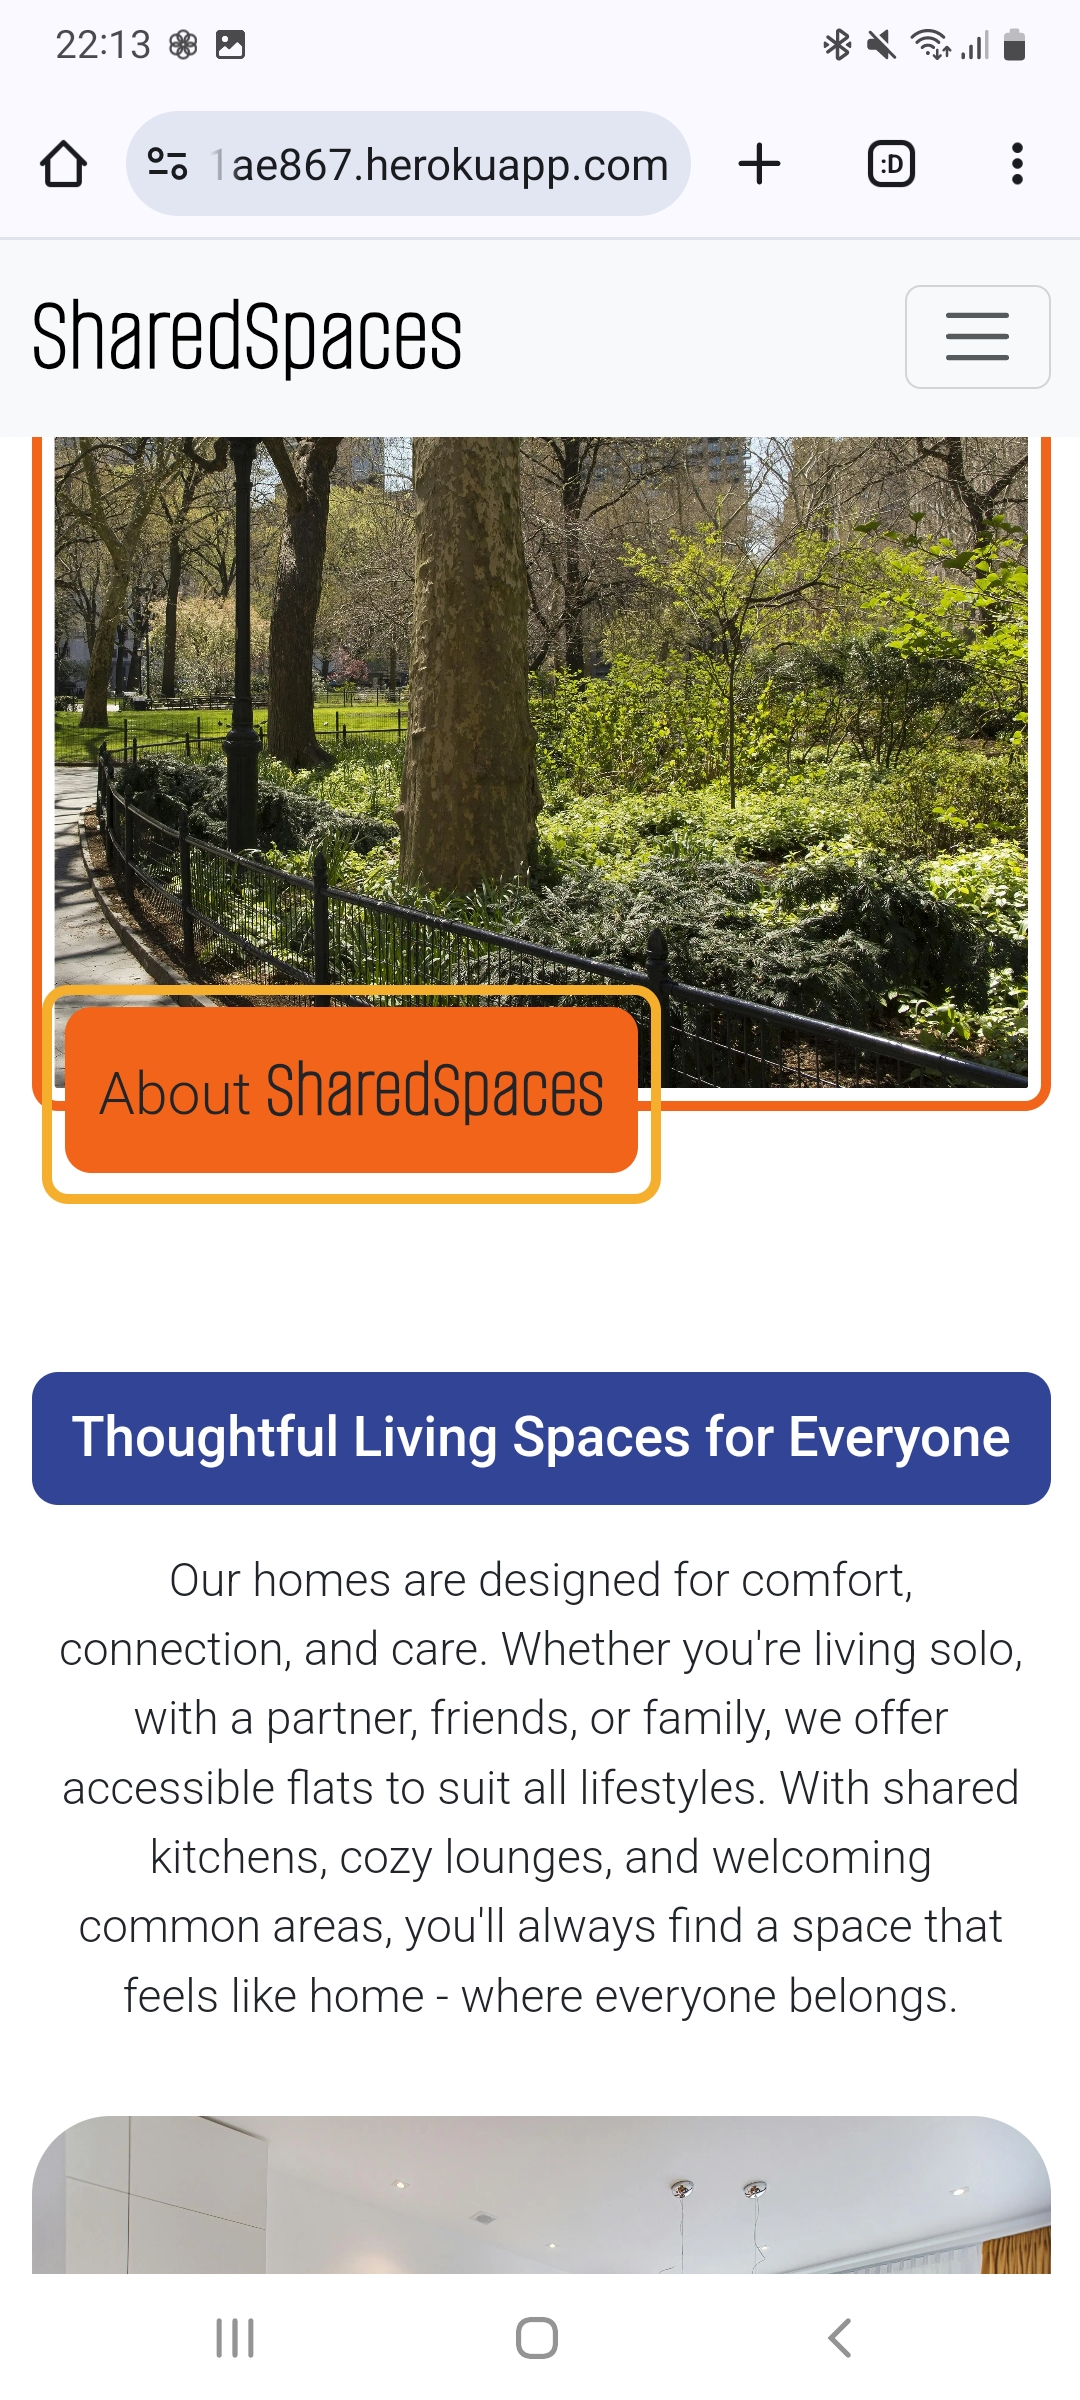 22:13
1ae867.herokuapp.com
:D
SharedSpaces
About SharedSpaces
Thoughtful Living Spaces for Everyone
Our homes are designed for comfort,
connection, and care. Whether you're living solo,
with a partner, friends, or family, we offer
accessible flats to suit all lifestyles. With shared
kitchens, cozy lounges, and welcoming
common areas, you'll always find a space that
feels like home - where everyone belongs.